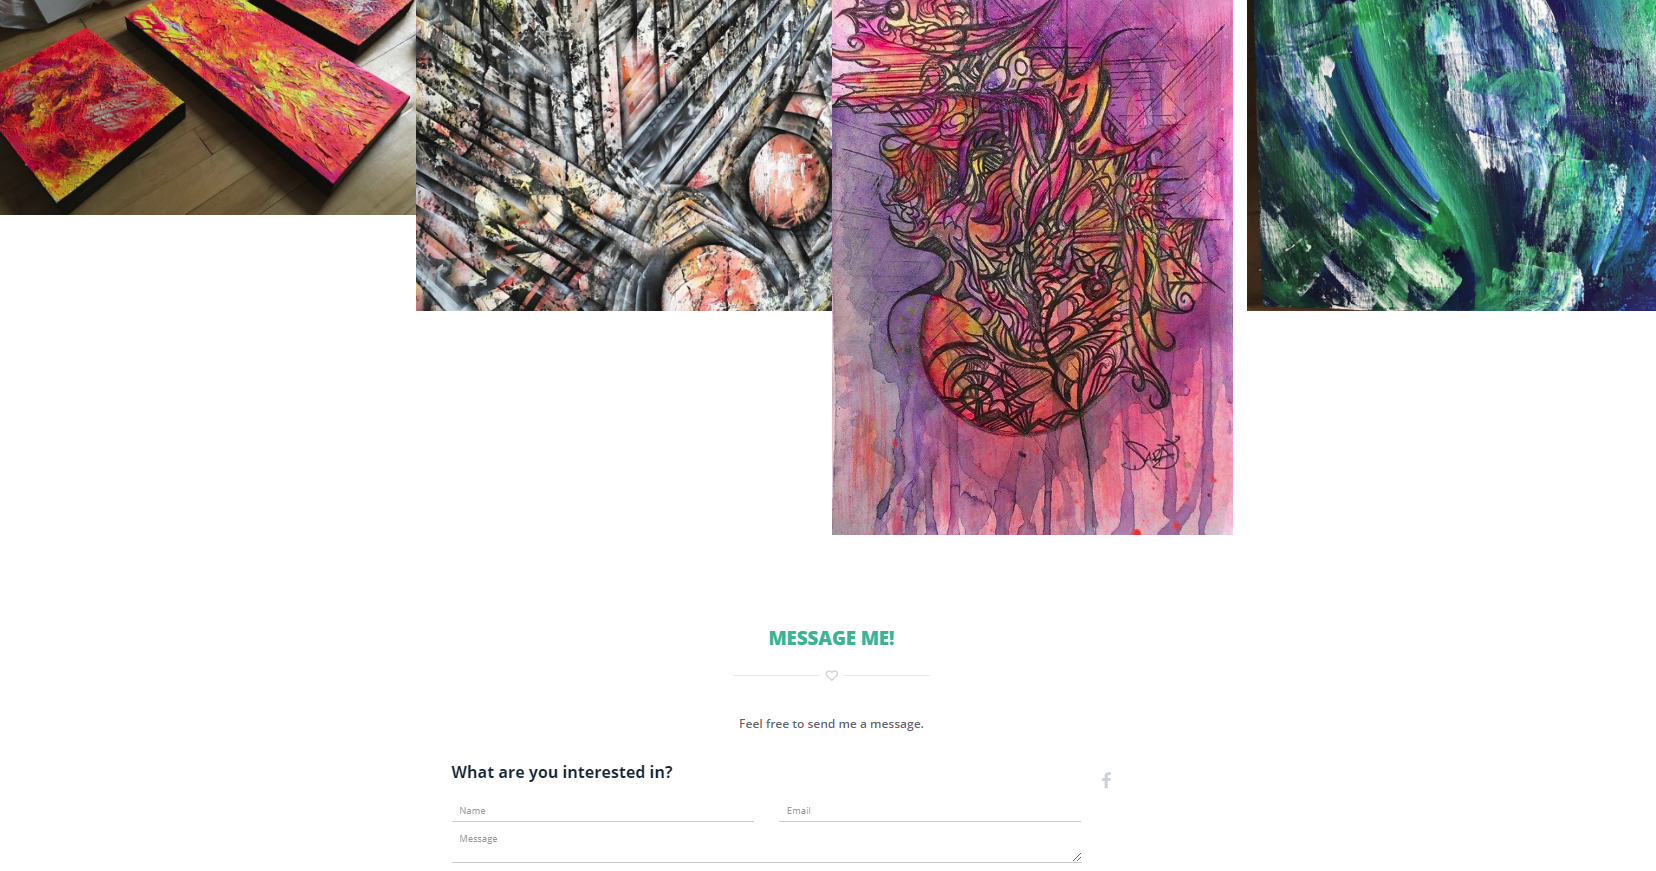 MESSAGE ME!
Feel free to send me a message.
What are you interested in?
Name
Email
Message